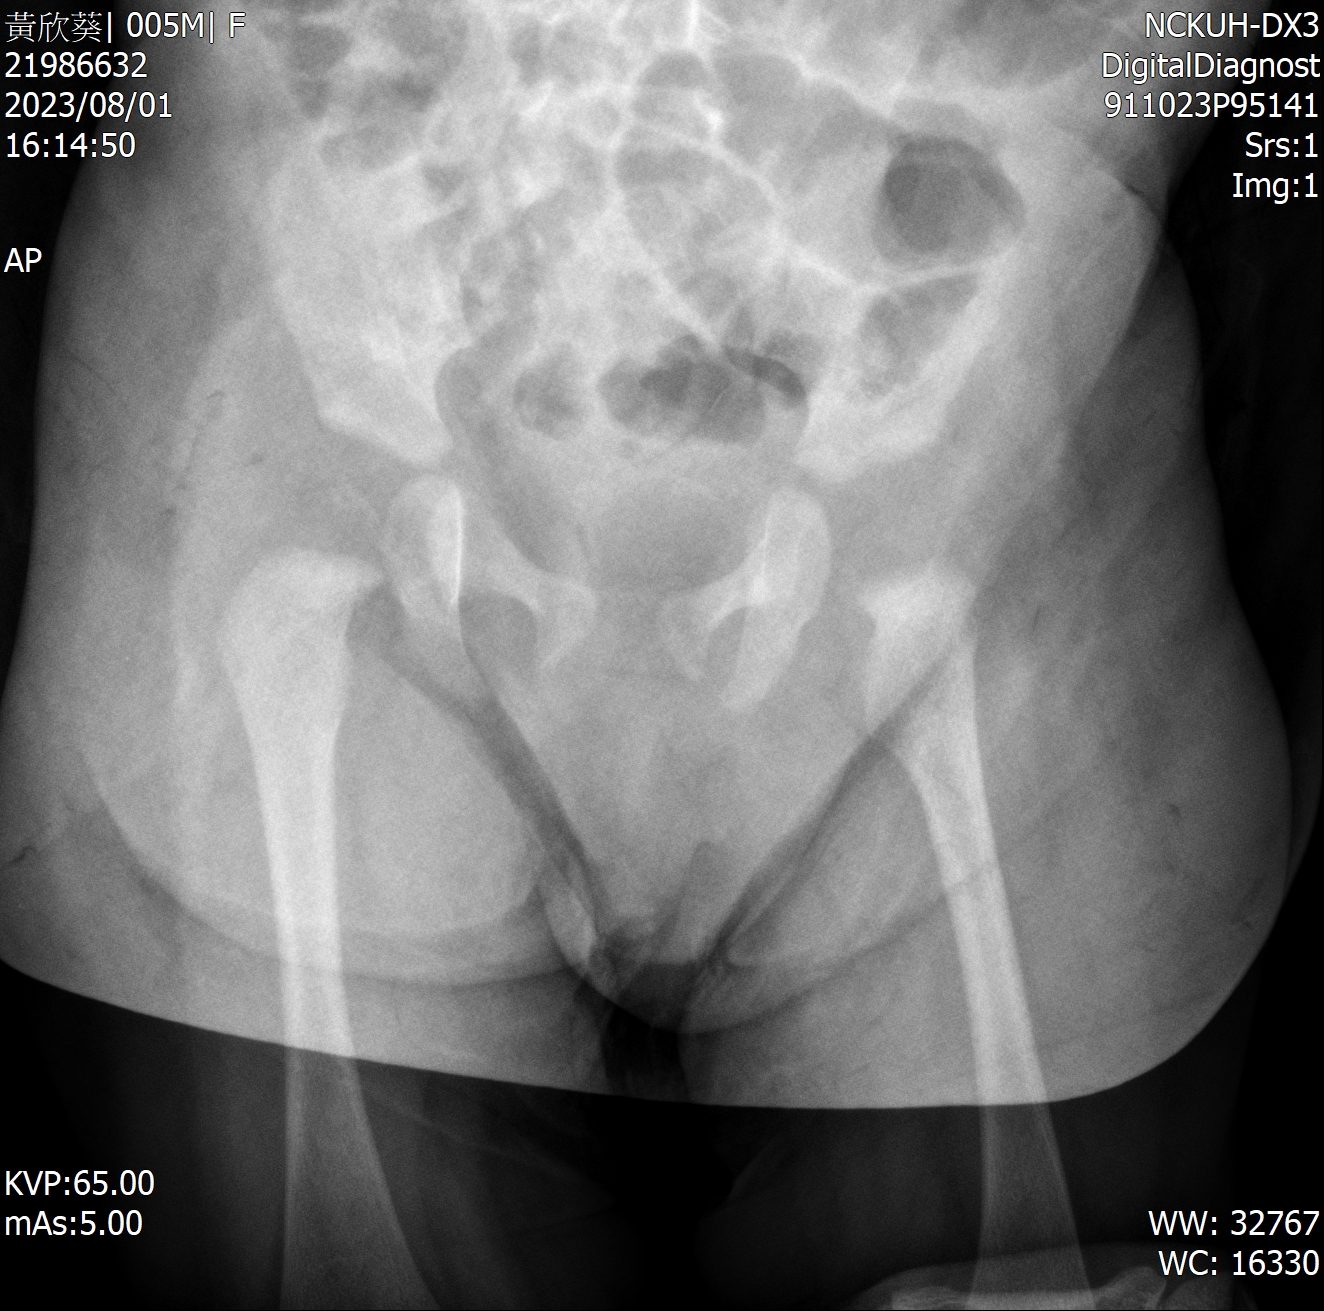 黃欣葵| 005M| F
21986632
2023/08/01
16:14:50
AP
NCKUH-DX3
DigitalDiagnost
911023P95141
Srs:1
Img:1
KVP:65.00
mAs:5.00
WW: 32767
WC: 16330